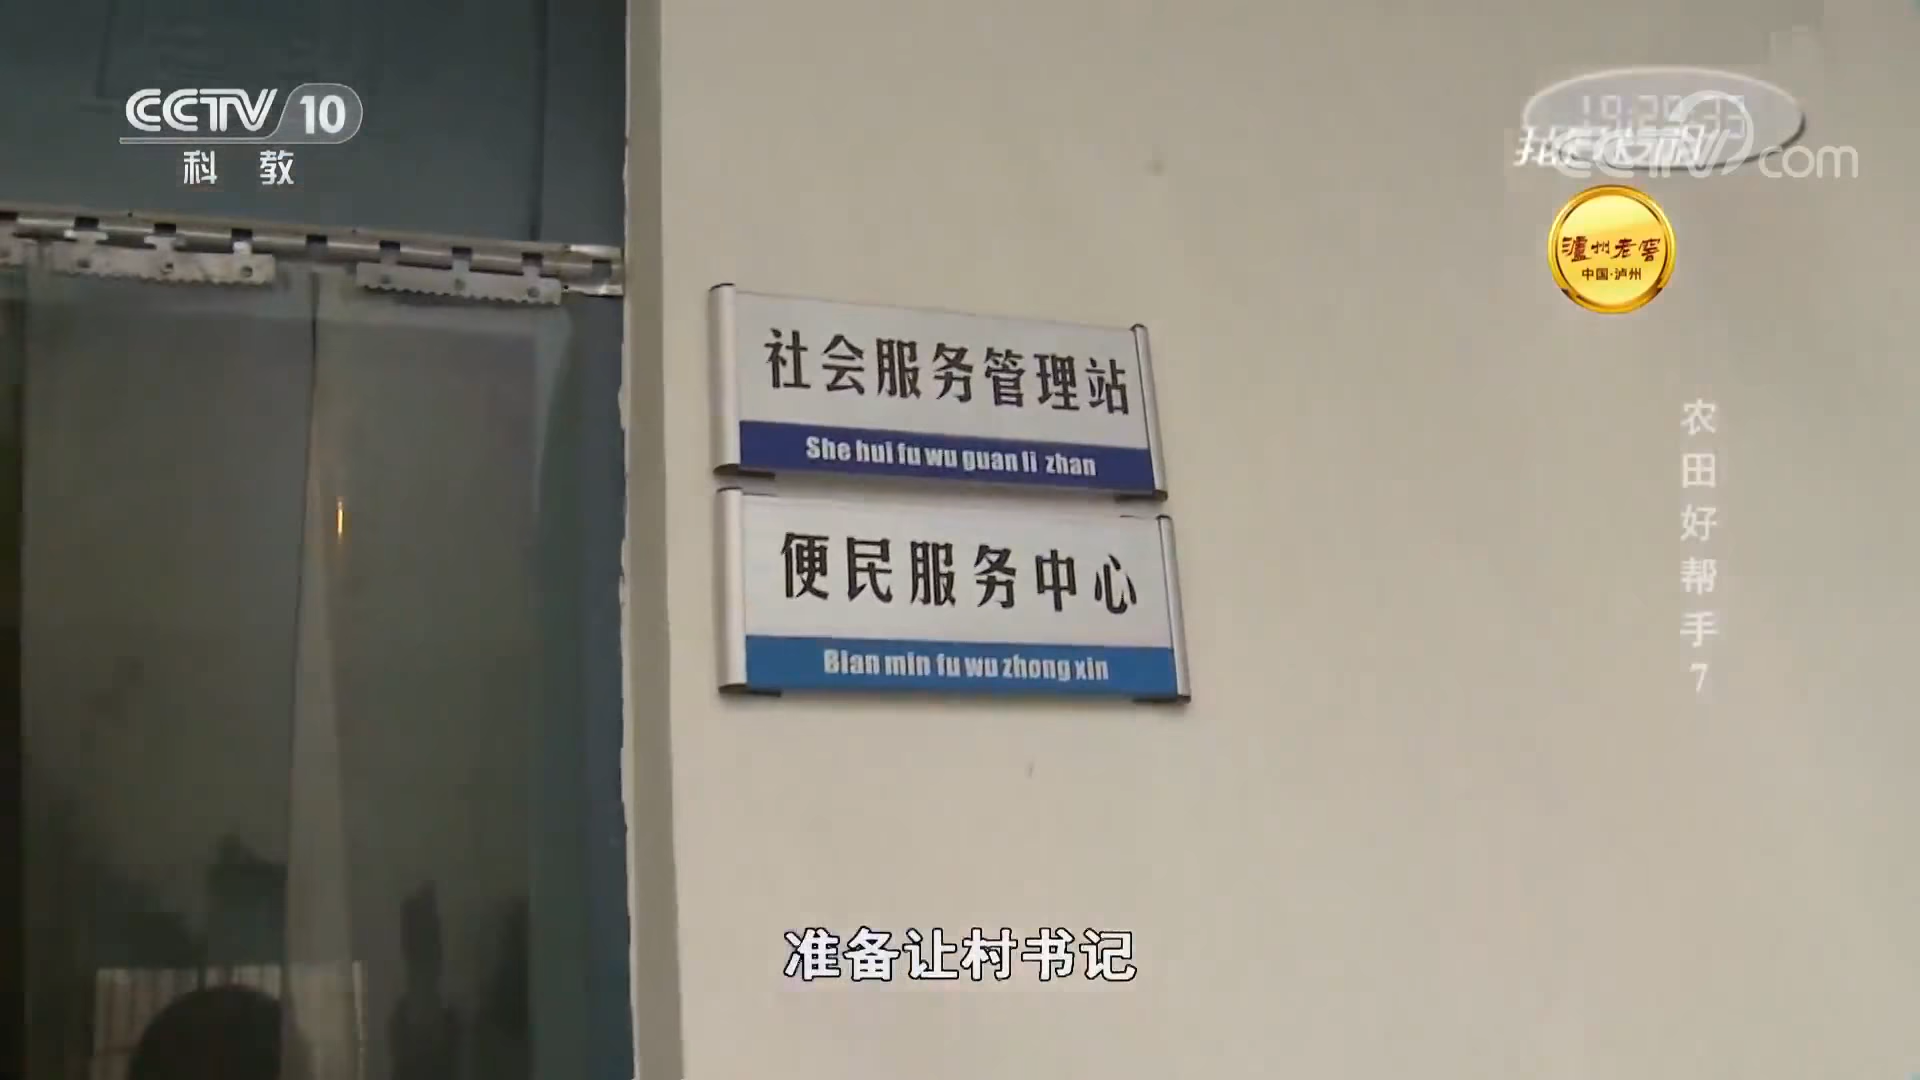 CCTV 10
科 教
CCTV com
泸州老窖
中国·泸州
社会服务管理站
She hui fu wu guan li zhan
便民服务中心
Bian min fu wu zhong xin
农田好帮手7
准备让村书记